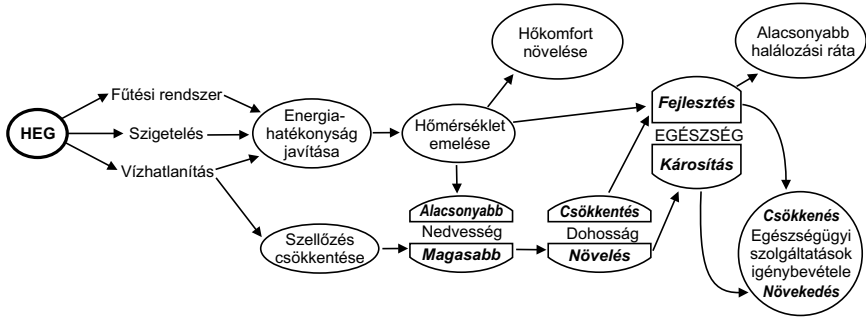 HEG
Fűtési rendszer
Szigetelés
Vízhatlanítás
Energia-
hatékonyság
javítása
Szellőzés
csökkentése
Hőkomfort
növelése
Hőmérséklet
emelése
Alacsonyabb
Nedvesség
Magasabb
Csökkentés
Dohosság
Növelés
Fejlesztés
EGÉSZSÉG
Károsítás
Alacsonyabb
halálozási ráta
Csökkenés
Egészségügyi
szolgáltatások
igénybevétele
Növekedés